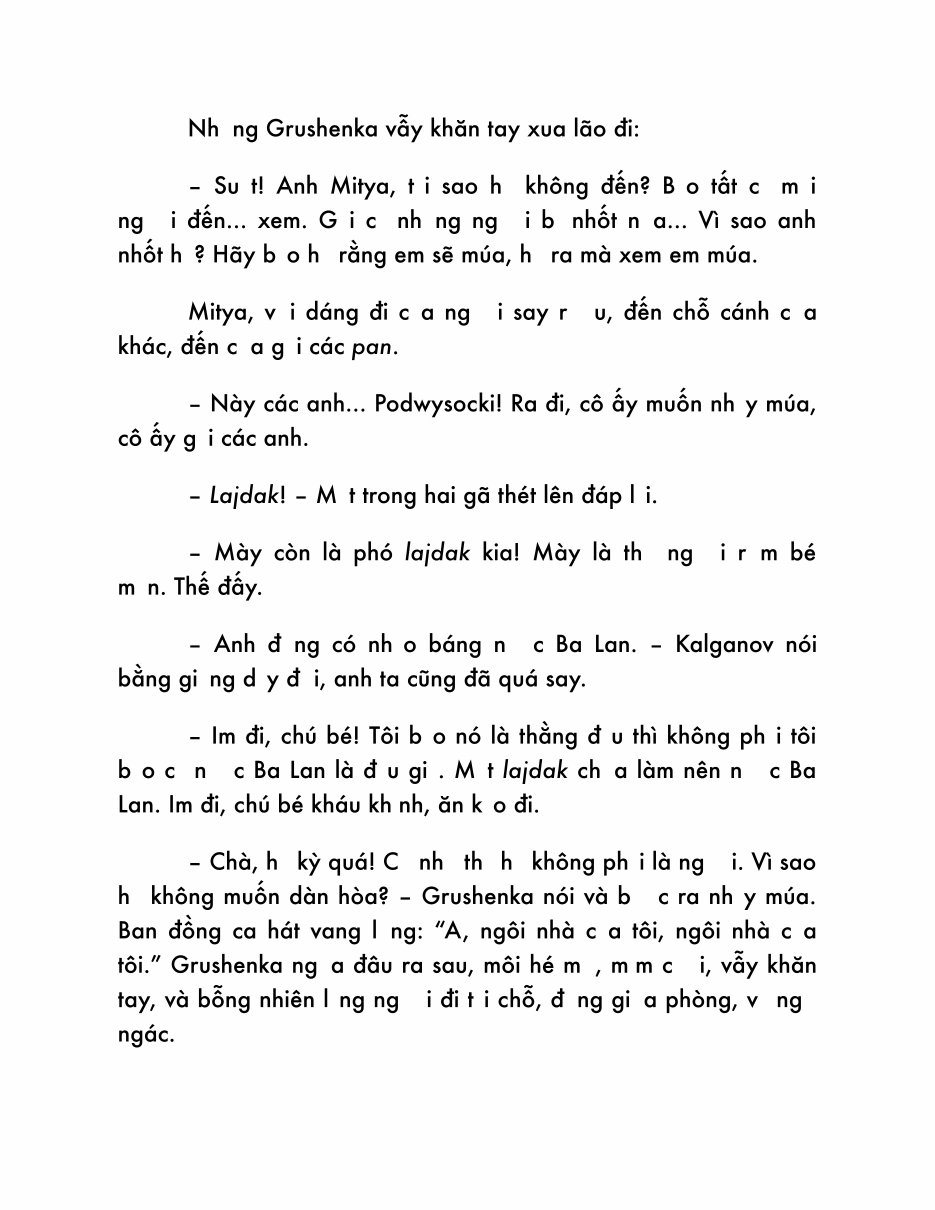 Nh ng Grushenka vẫy khăn tay xua lão đi:
– Su t! Anh Mitya, t i sao h không đến? B o tất c m i
ng i đến... xem. G i c nh ng ng i b nhốt n a... Vì sao anh
nhốt h ? Hãy b o h rằng em sẽ múa, h ra mà xem em múa.
Mitya, v i dáng đi c a ng i say r u, đến chỗ cánh c a
khác, đến c a g i các pan.
– Này các anh... Podwysocki! Ra đi, cô ấy muốn nh y múa,
cô ấy g i các anh.
– Lajdak! – M t trong hai gã thét lên đáp l i.
– Mày còn là phó lajdak kia! Mày là th ng i r m bé
m n. Thế đấy.
– Anh đ ng có nh o báng n c Ba Lan. – Kalganov nói
bằng gi ng d y đ i, anh ta cũng đã quá say.
– Im đi, chú bé! Tôi b o nó là thằng đ u thì không ph i tôi
b o c n c Ba Lan là đ u gi . M t lajdak ch a làm nên n c Ba
Lan. Im đi, chú bé kháu kh nh, ăn k o đi.
– Chà, h kỳ quá! C nh th h không ph i là ng i. Vì sao
h không muốn dàn hòa? – Grushenka nói và b c ra nh y múa.
Ban đồng ca hát vang l ng: “A, ngôi nhà c a tôi, ngôi nhà c a
tôi.” Grushenka ng a đâu ra sau, môi hé m , m m c i, vẫy khăn
tay, và bỗng nhiên l ng ng i đi t i chỗ, đ ng gi a phòng, v ng
ngác.